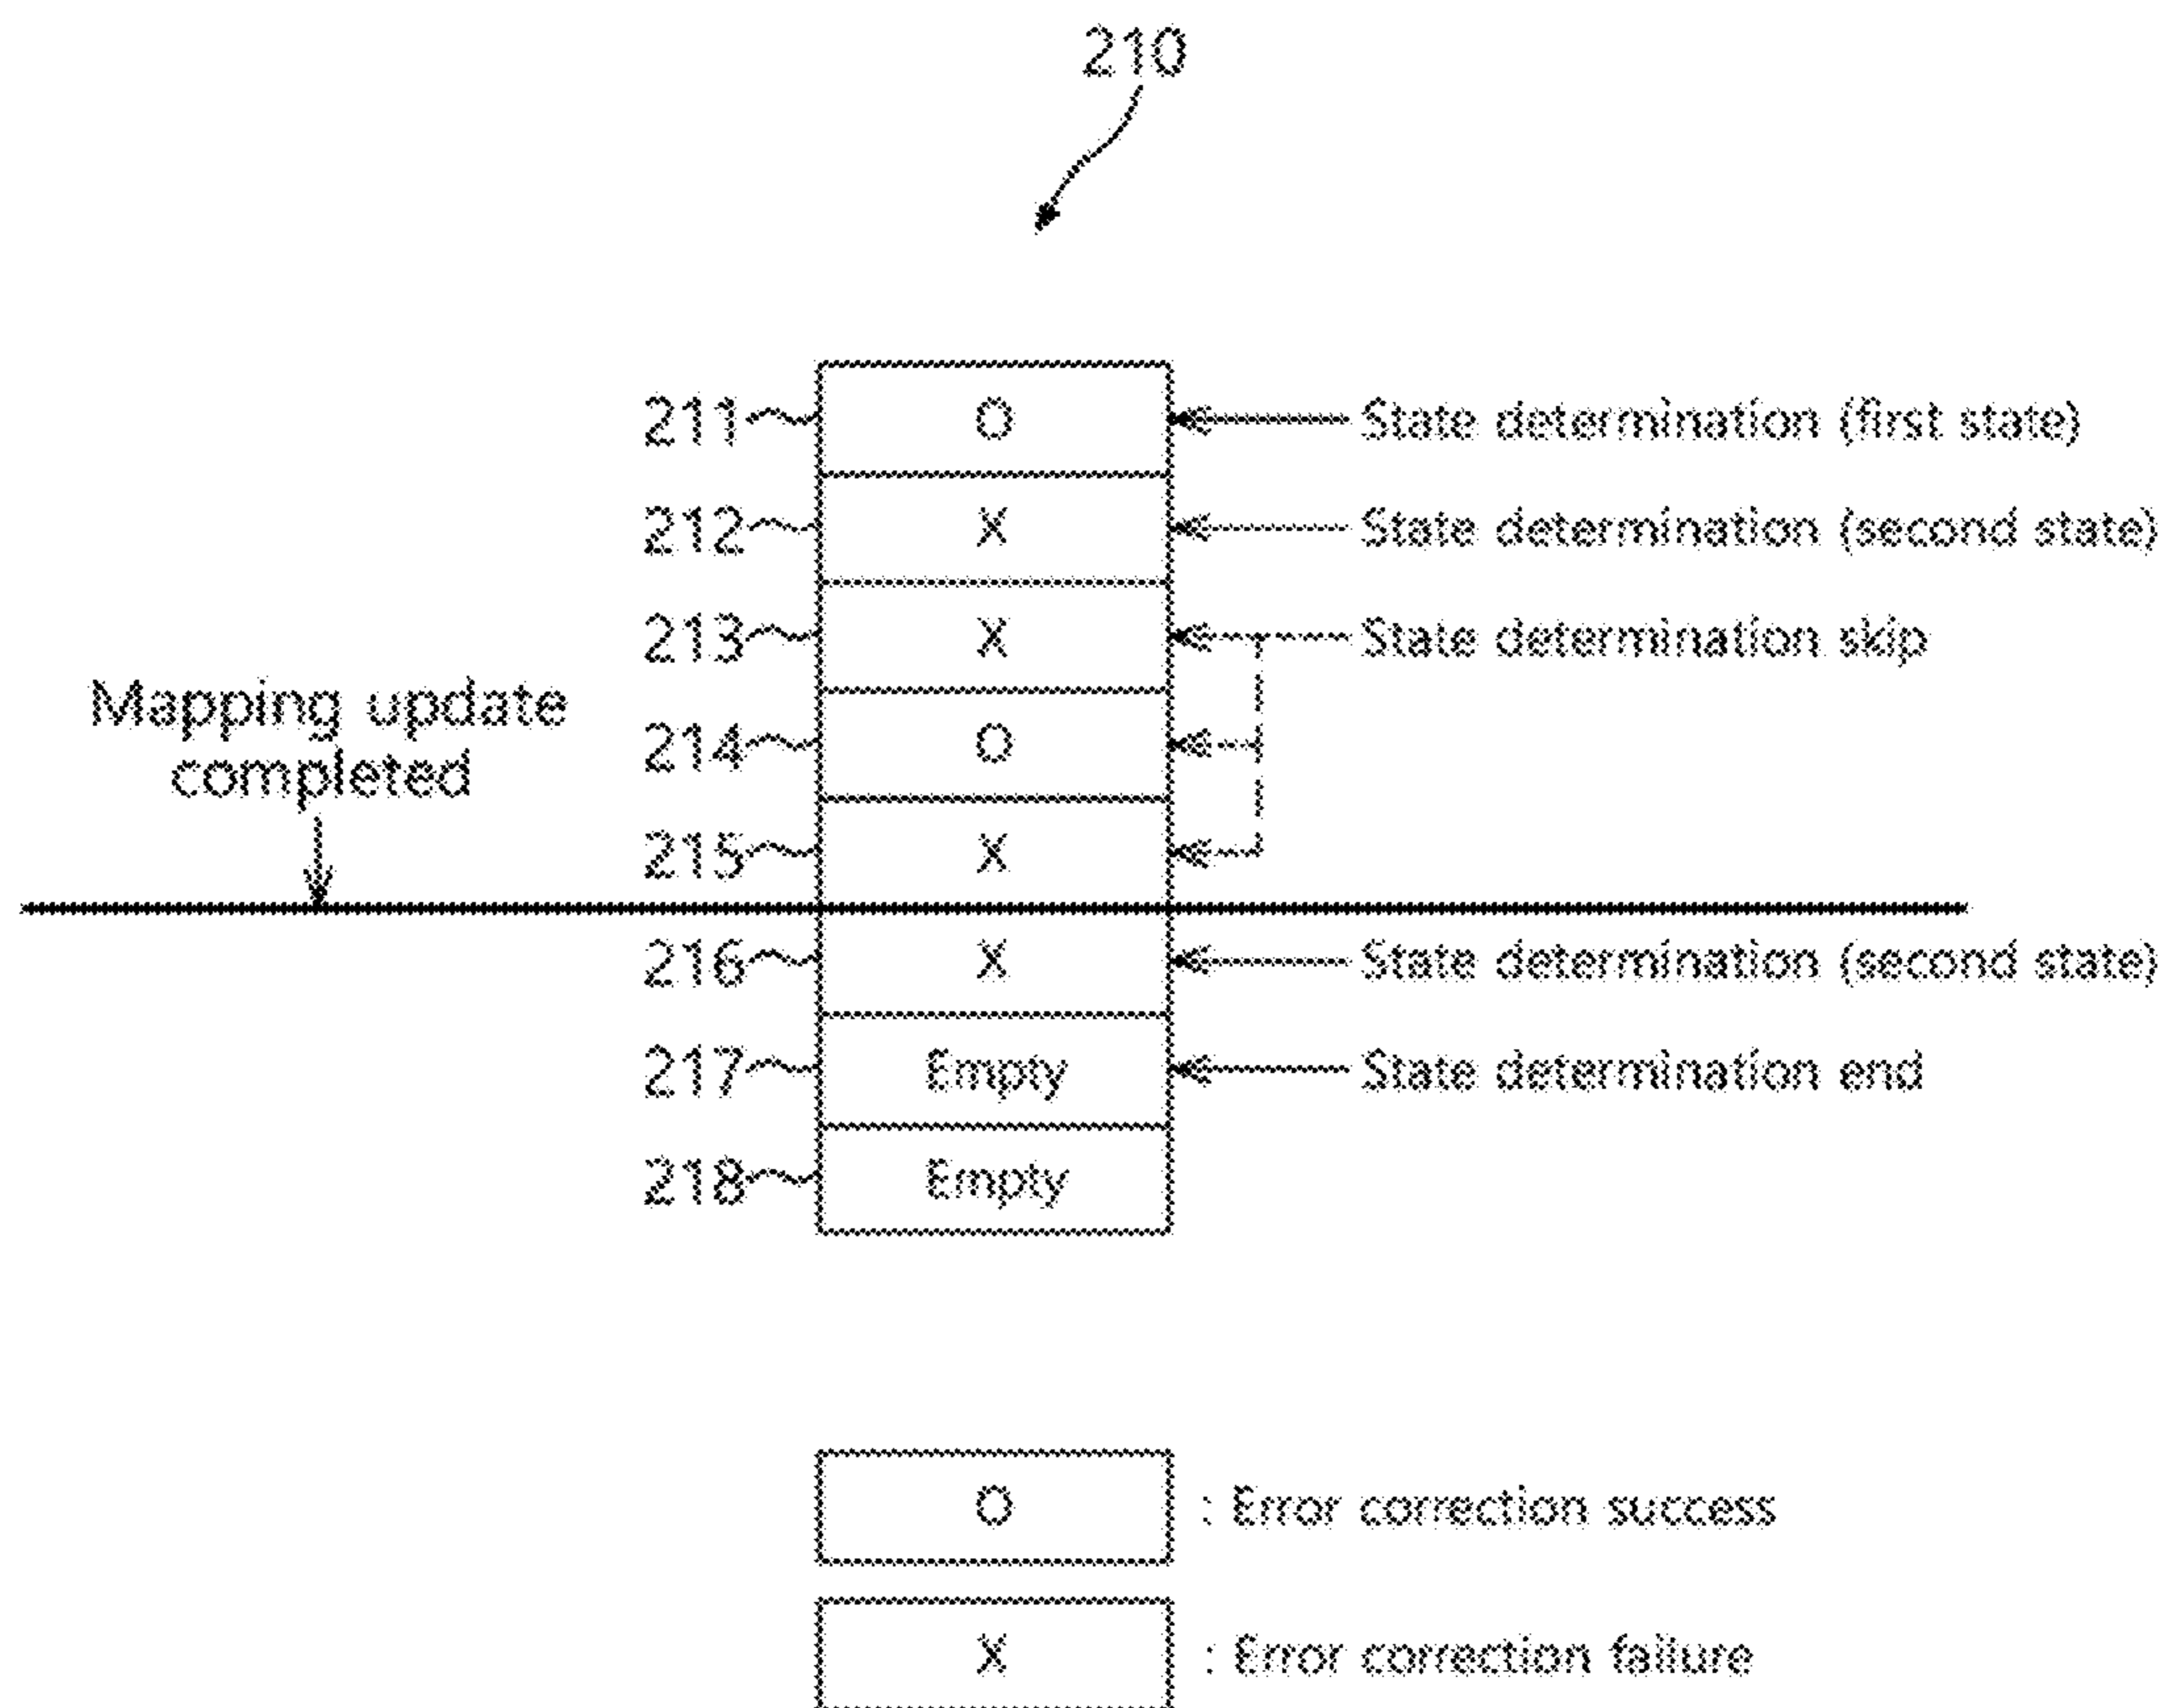 210
211 O State determination (first state)
212 X State determination (second state)
213 X State determination skip
Mapping update
completed
214 O
215 X
216 X State determination (second state)
217 Empty State determination end
218 Empty
O : Error correction success
X : Error correction failure